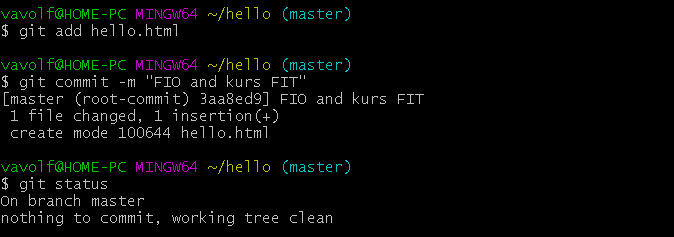 vavolf@HOME-PC MINGW64 ~/hello (master)
$ git add hello.html
vavolf@HOME-PC MINGW64 ~/hello (master)
$ git commit -m "FIO and kurs FIT"
[master (root-commit) 3aa8ed9] FIO and kurs FIT
 1 file changed, 1 insertion(+)
 create mode 100644 hello.html
vavolf@HOME-PC MINGW64 ~/hello (master)
$ git status
On branch master
nothing to commit, working tree clean